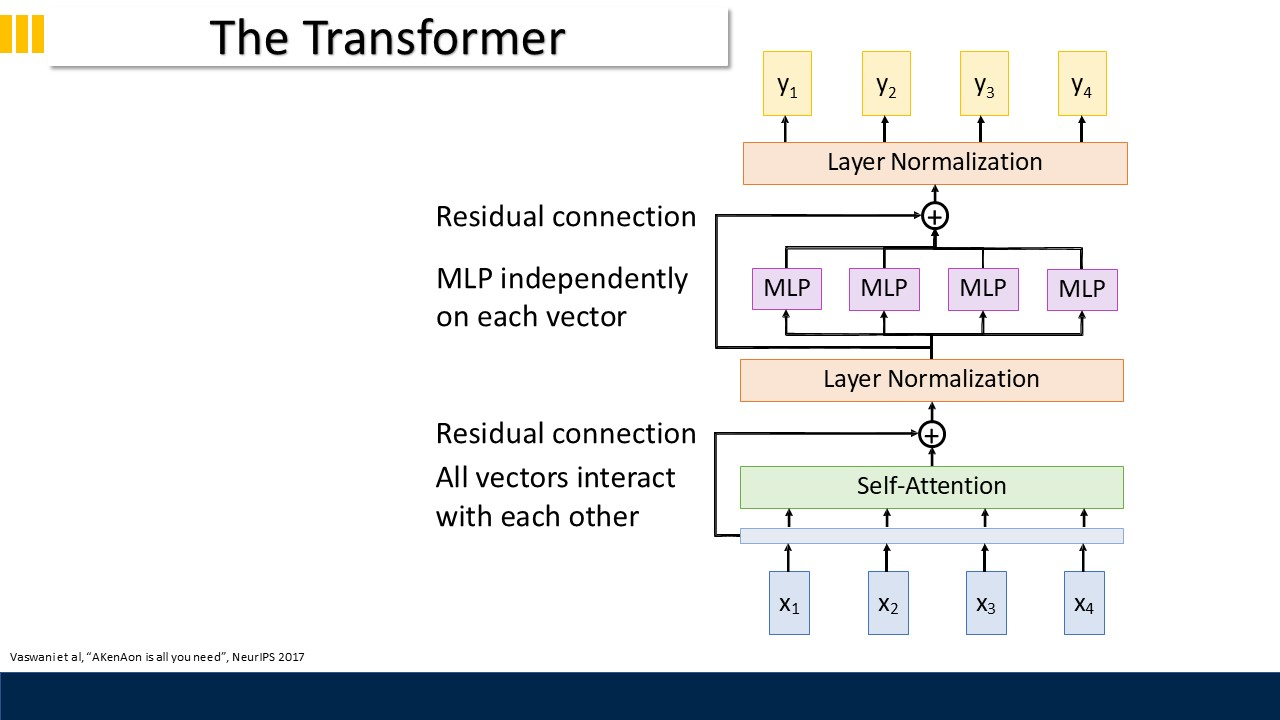 The Transformer
y1 y2 y3 y4
Layer Normalization
Residual connection
+
MLP independently
on each vector
MLP MLP MLP MLP
Layer Normalization
Residual connection
+
All vectors interact
with each other
Self-Attention
x1 x2 x3 x4
Vaswani et al, “AKenAon is all you need”, NeurIPS 2017